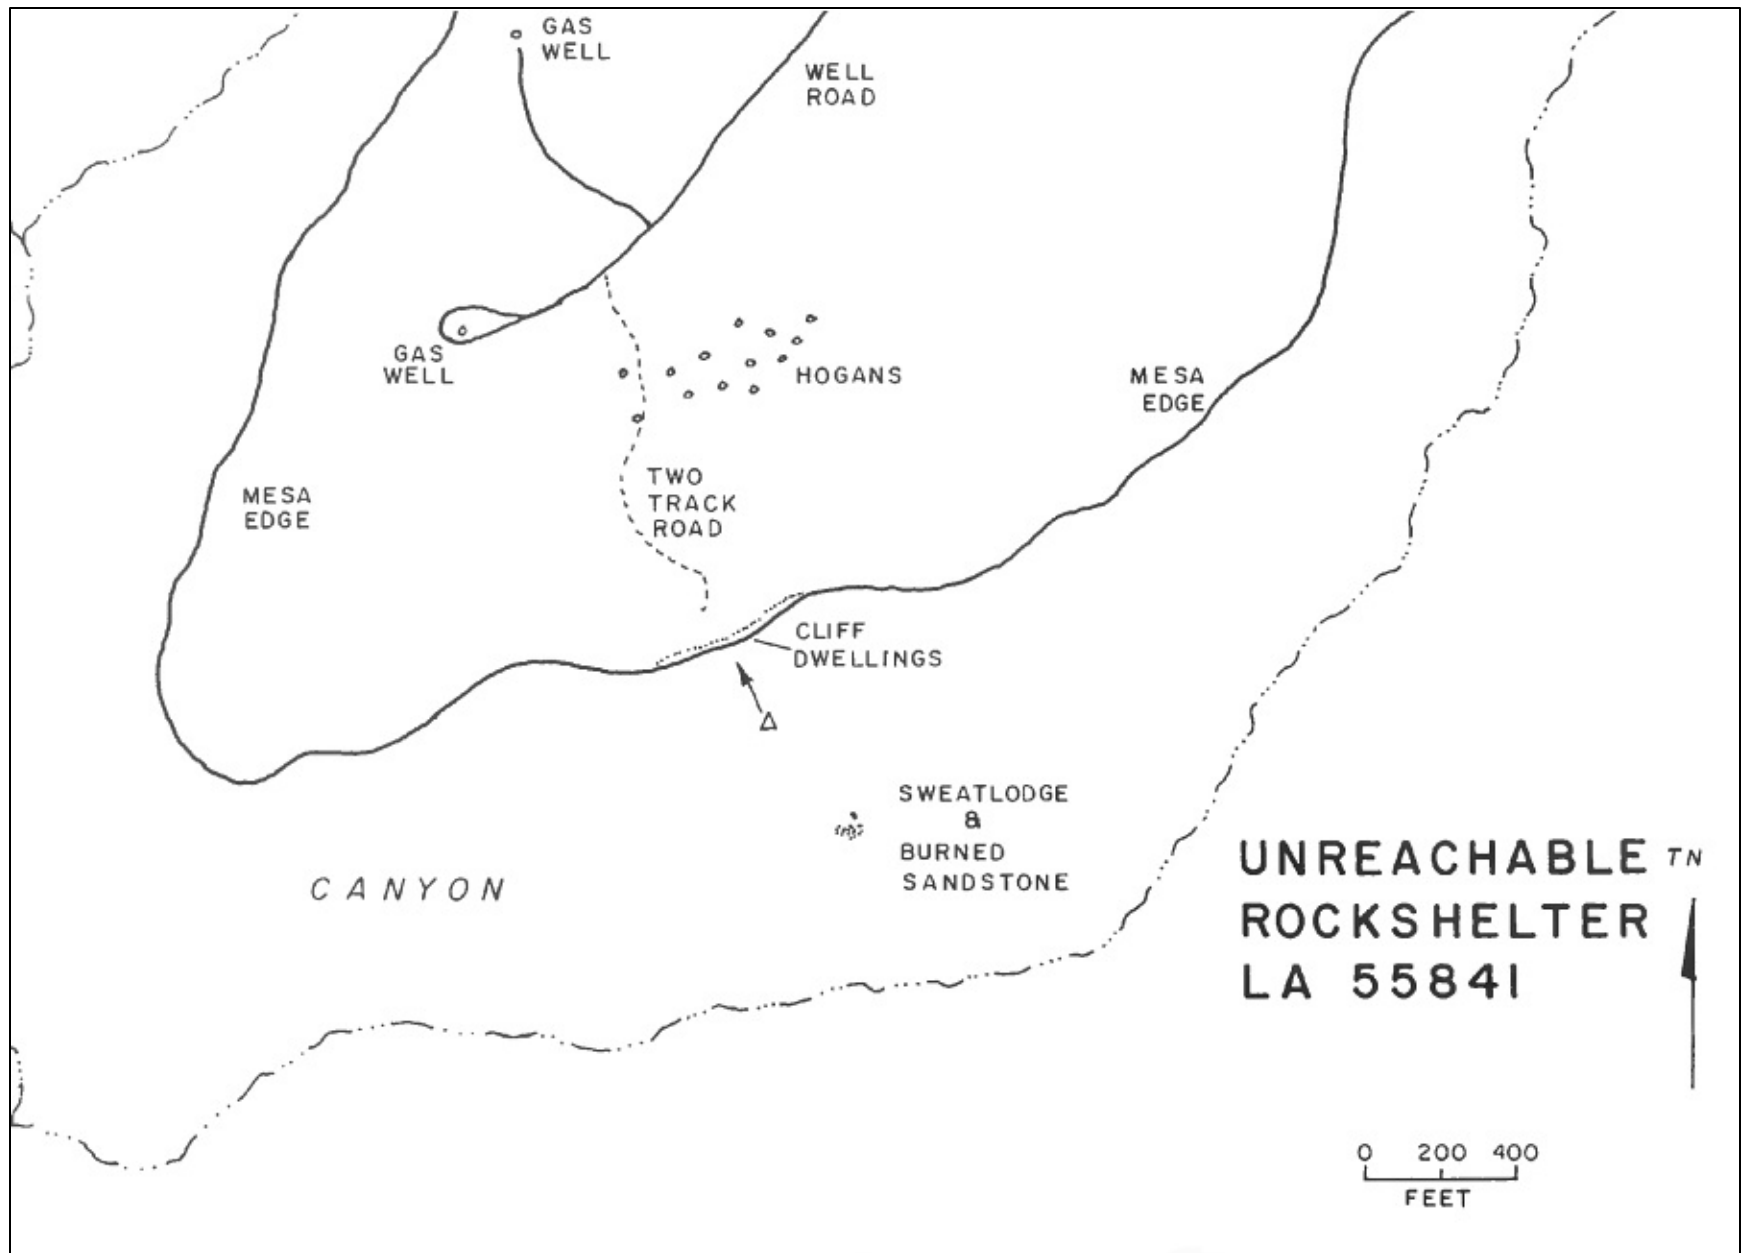 GAS
WELL
WELL
ROAD
GAS
WELL
HOGANS
MESA
EDGE
MESA
EDGE
TWO
TRACK
ROAD
CLIFF
DWELLINGS
Δ
SWEATLODGE
&
BURNED
SANDSTONE
CANYON
UNREACHABLE
ROCKSHELTER
LA 55841
TN
0 200 400
FEET